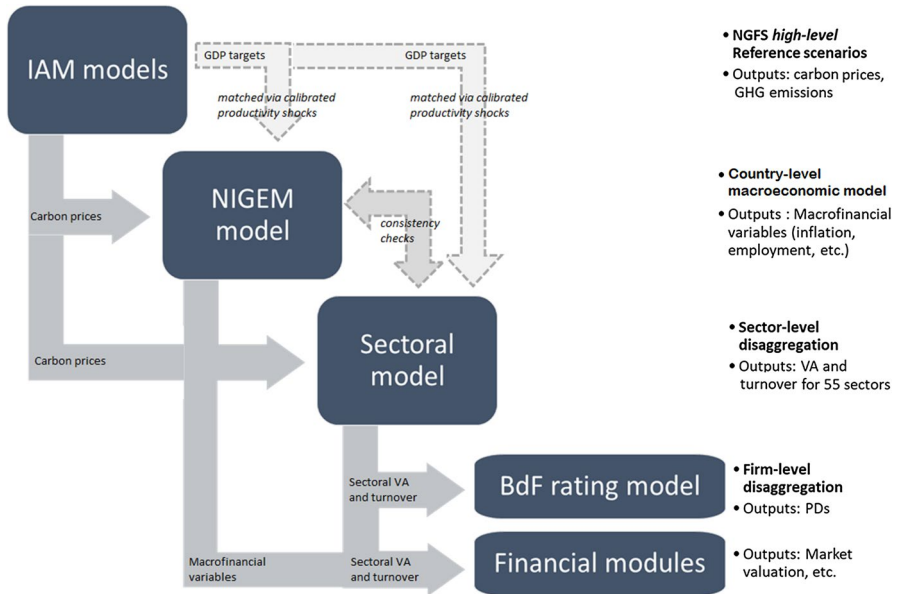 IAM models
GDP targets
GDP targets
matched via calibrated
productivity shocks
matched via calibrated
productivity shocks
• NGFS high-level
Reference scenarios
• Outputs: carbon prices,
GHG emissions
Carbon prices
NIGEM
model
consistency
checks
• Country-level
macroeconomic model
• Outputs : Macrofinancial
variables (inflation,
employment, etc.)
Carbon prices
Sectoral
model
• Sector-level
disaggregation
• Outputs: VA and
turnover for 55 sectors
Sectoral VA
and turnover
BdF rating model
• Firm-level
disaggregation
• Outputs: PDs
Macrofinancial
variables
Sectoral VA
and turnover
Financial modules
• Outputs: Market
valuation, etc.